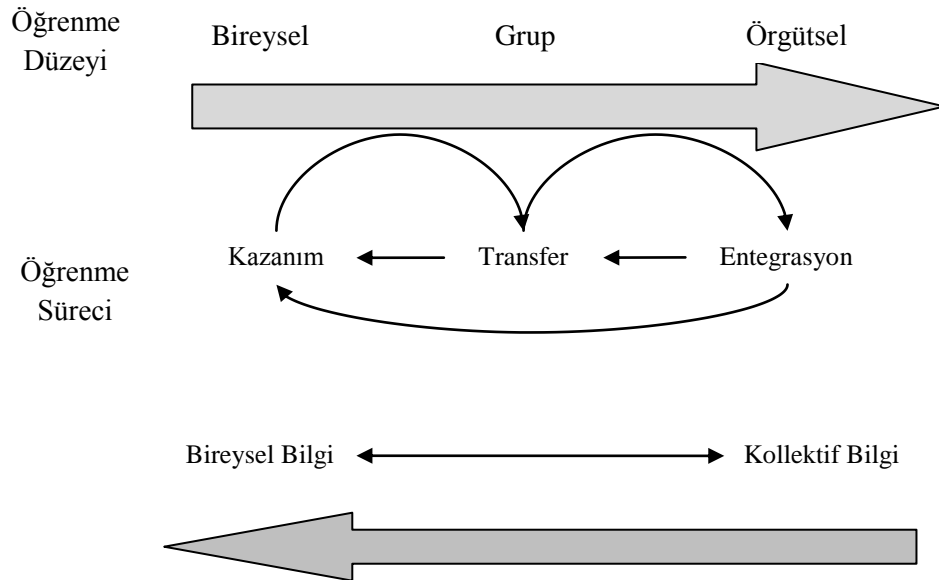 Öğrenme
Düzeyi
Bireysel Grup Örgütsel
Kazanım Transfer Entegrasyon
Öğrenme
Süreci
Bireysel Bilgi Kollektif Bilgi